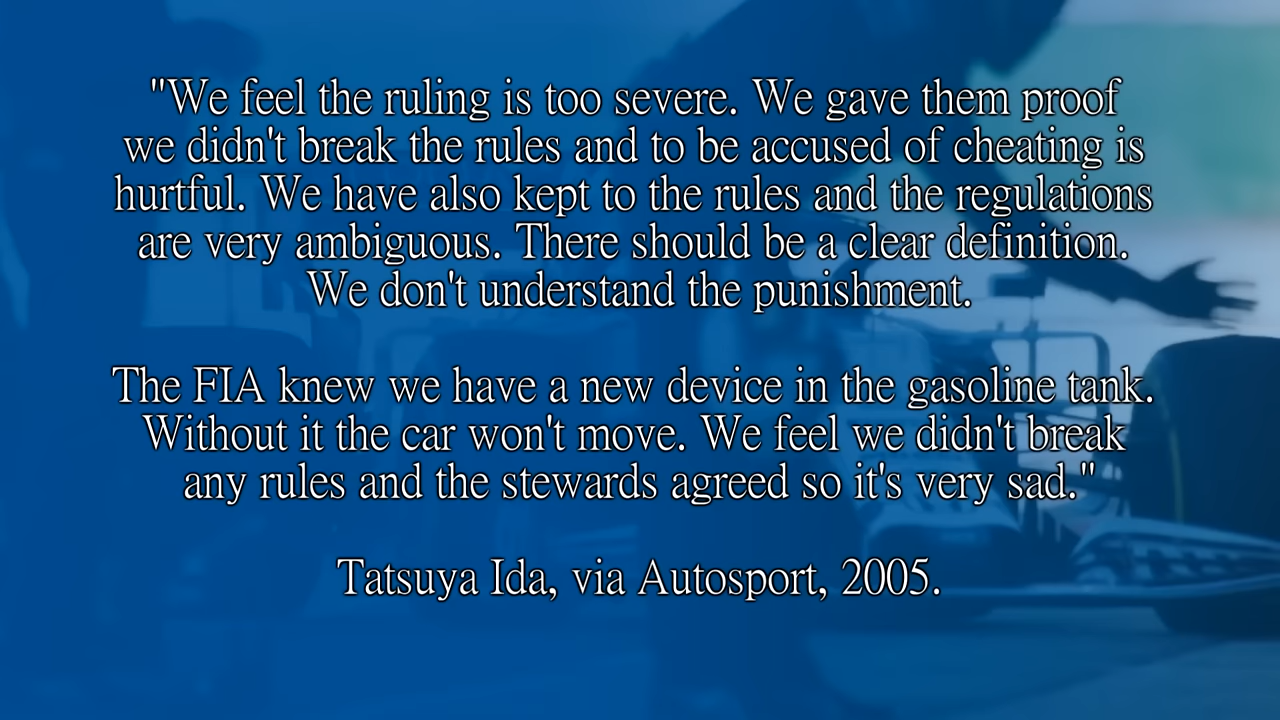 "We feel the ruling is too severe. We gave them proof
we didn't break the rules and to be accused of cheating is
hurtful. We have also kept to the rules and the regulations
are very ambiguous. There should be a clear definition.
We don't understand the punishment.
The FIA knew we have a new device in the gasoline tank.
Without it the car won't move. We feel we didn't break
any rules and the stewards agreed so it's very sad."
Tatsuya Ida, via Autosport, 2005.